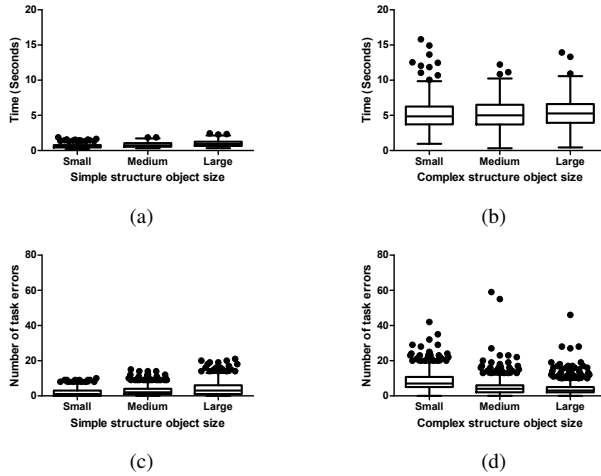 Time (Seconds)
20
15
10
5
0
Small Medium Large
Simple structure object size
(a)
Time (Seconds)
20
15
10
5
0
Small Medium Large
Complex structure object size
(b)
Number of task errors
80
60
40
20
0
Small Medium Large
Simple structure object size
(c)
Number of task errors
80
60
40
20
0
Small Medium Large
Complex structure object size
(d)